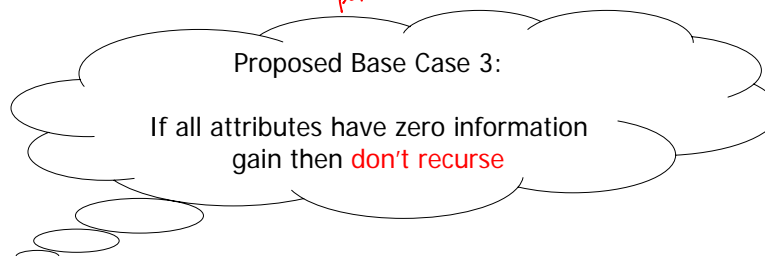 Proposed Base Case 3:
If all attributes have zero information
gain then don't recurse